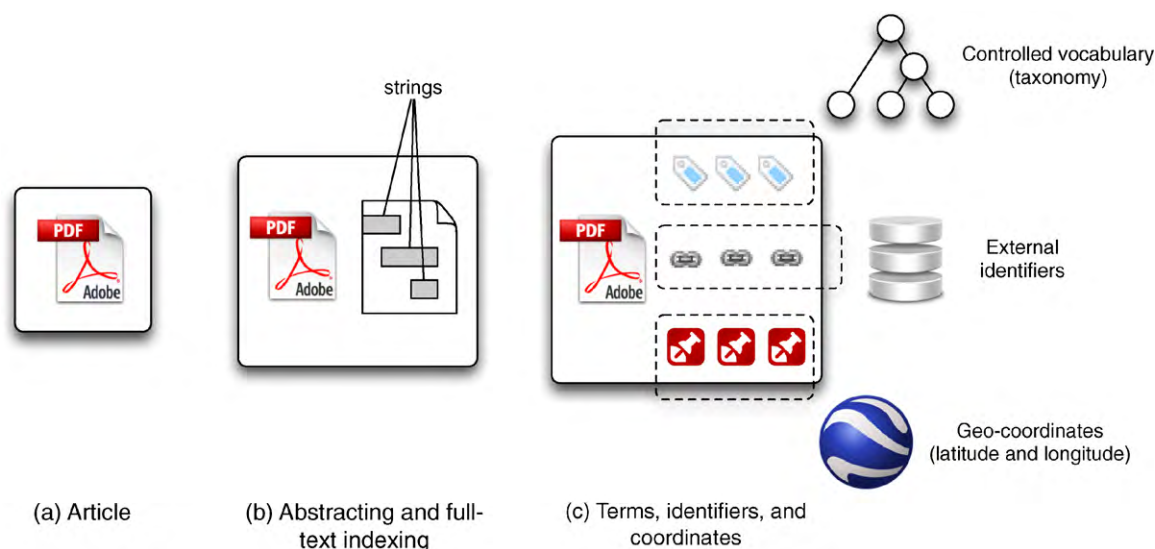 strings
Controlled vocabulary
(taxonomy)
PDF
Adobe
PDF
Adobe
PDF
Adobe
External
identifiers
Geo-coordinates
(latitude and longitude)
(a) Article
(b) Abstracting and full-
text indexing
(c) Terms, identifiers, and
coordinates